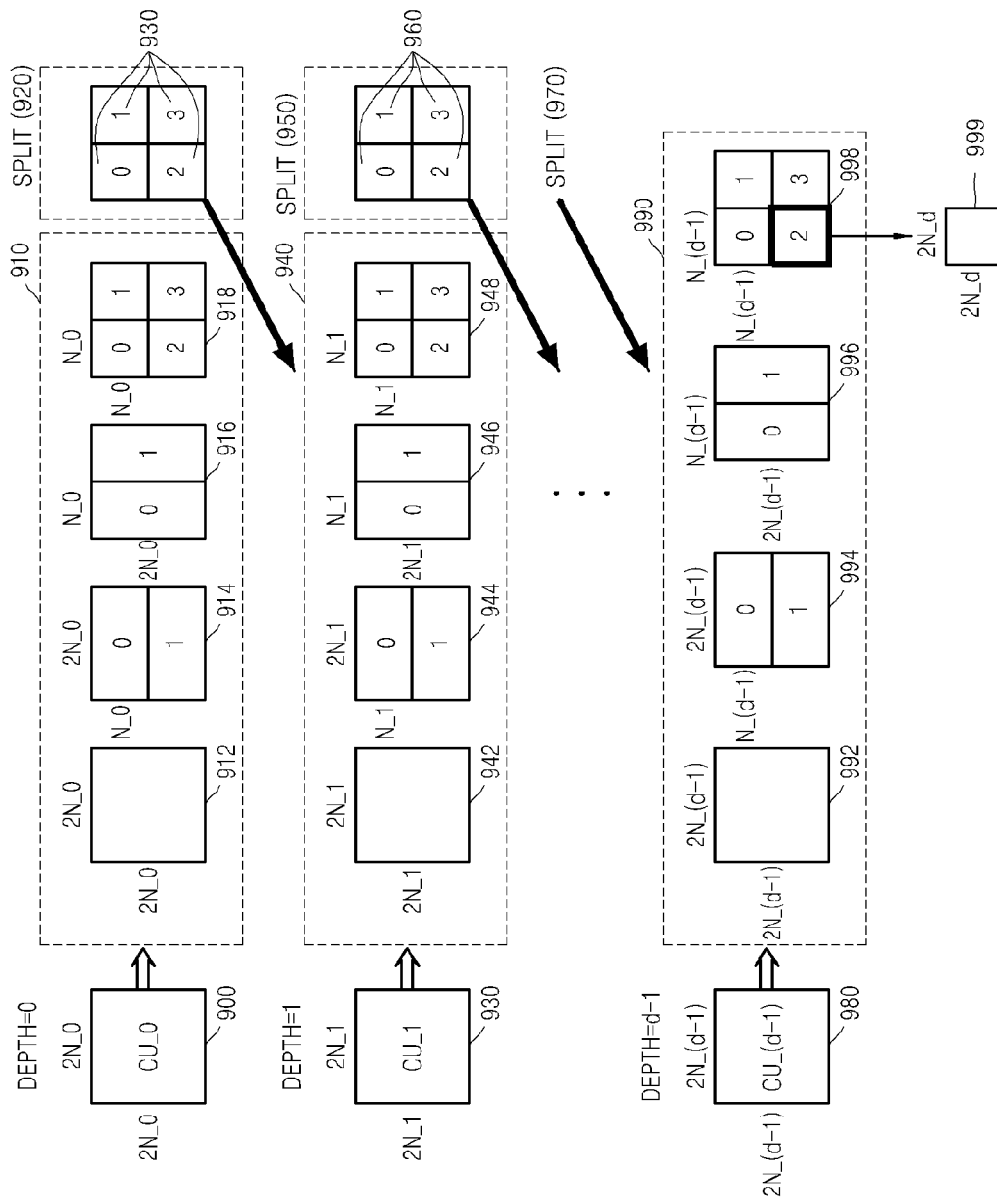 DEPTH=0
2N_0
2N_0
CU_0
900
910
2N_0
2N_0
912
2N_0
N_0
0
1
914
N_0
2N_0
0
1
916
N_0
N_0
0
1
2
3
918
SPLIT (920)
0
1
2
3
930
DEPTH=1
2N_1
2N_1
CU_1
930
940
2N_1
2N_1
942
2N_1
N_1
0
1
944
N_1
2N_1
0
1
946
N_1
N_1
0
1
2
3
948
SPLIT (950)
0
1
2
3
960
SPLIT (970)
DEPTH=d-1
2N_(d-1)
2N_(d-1)
CU_(d-1)
980
990
2N_(d-1)
2N_(d-1)
992
2N_(d-1)
N_(d-1)
0
1
994
N_(d-1)
2N_(d-1)
0
1
996
N_(d-1)
N_(d-1)
0
1
2
3
998
2N_d
2N_d
999